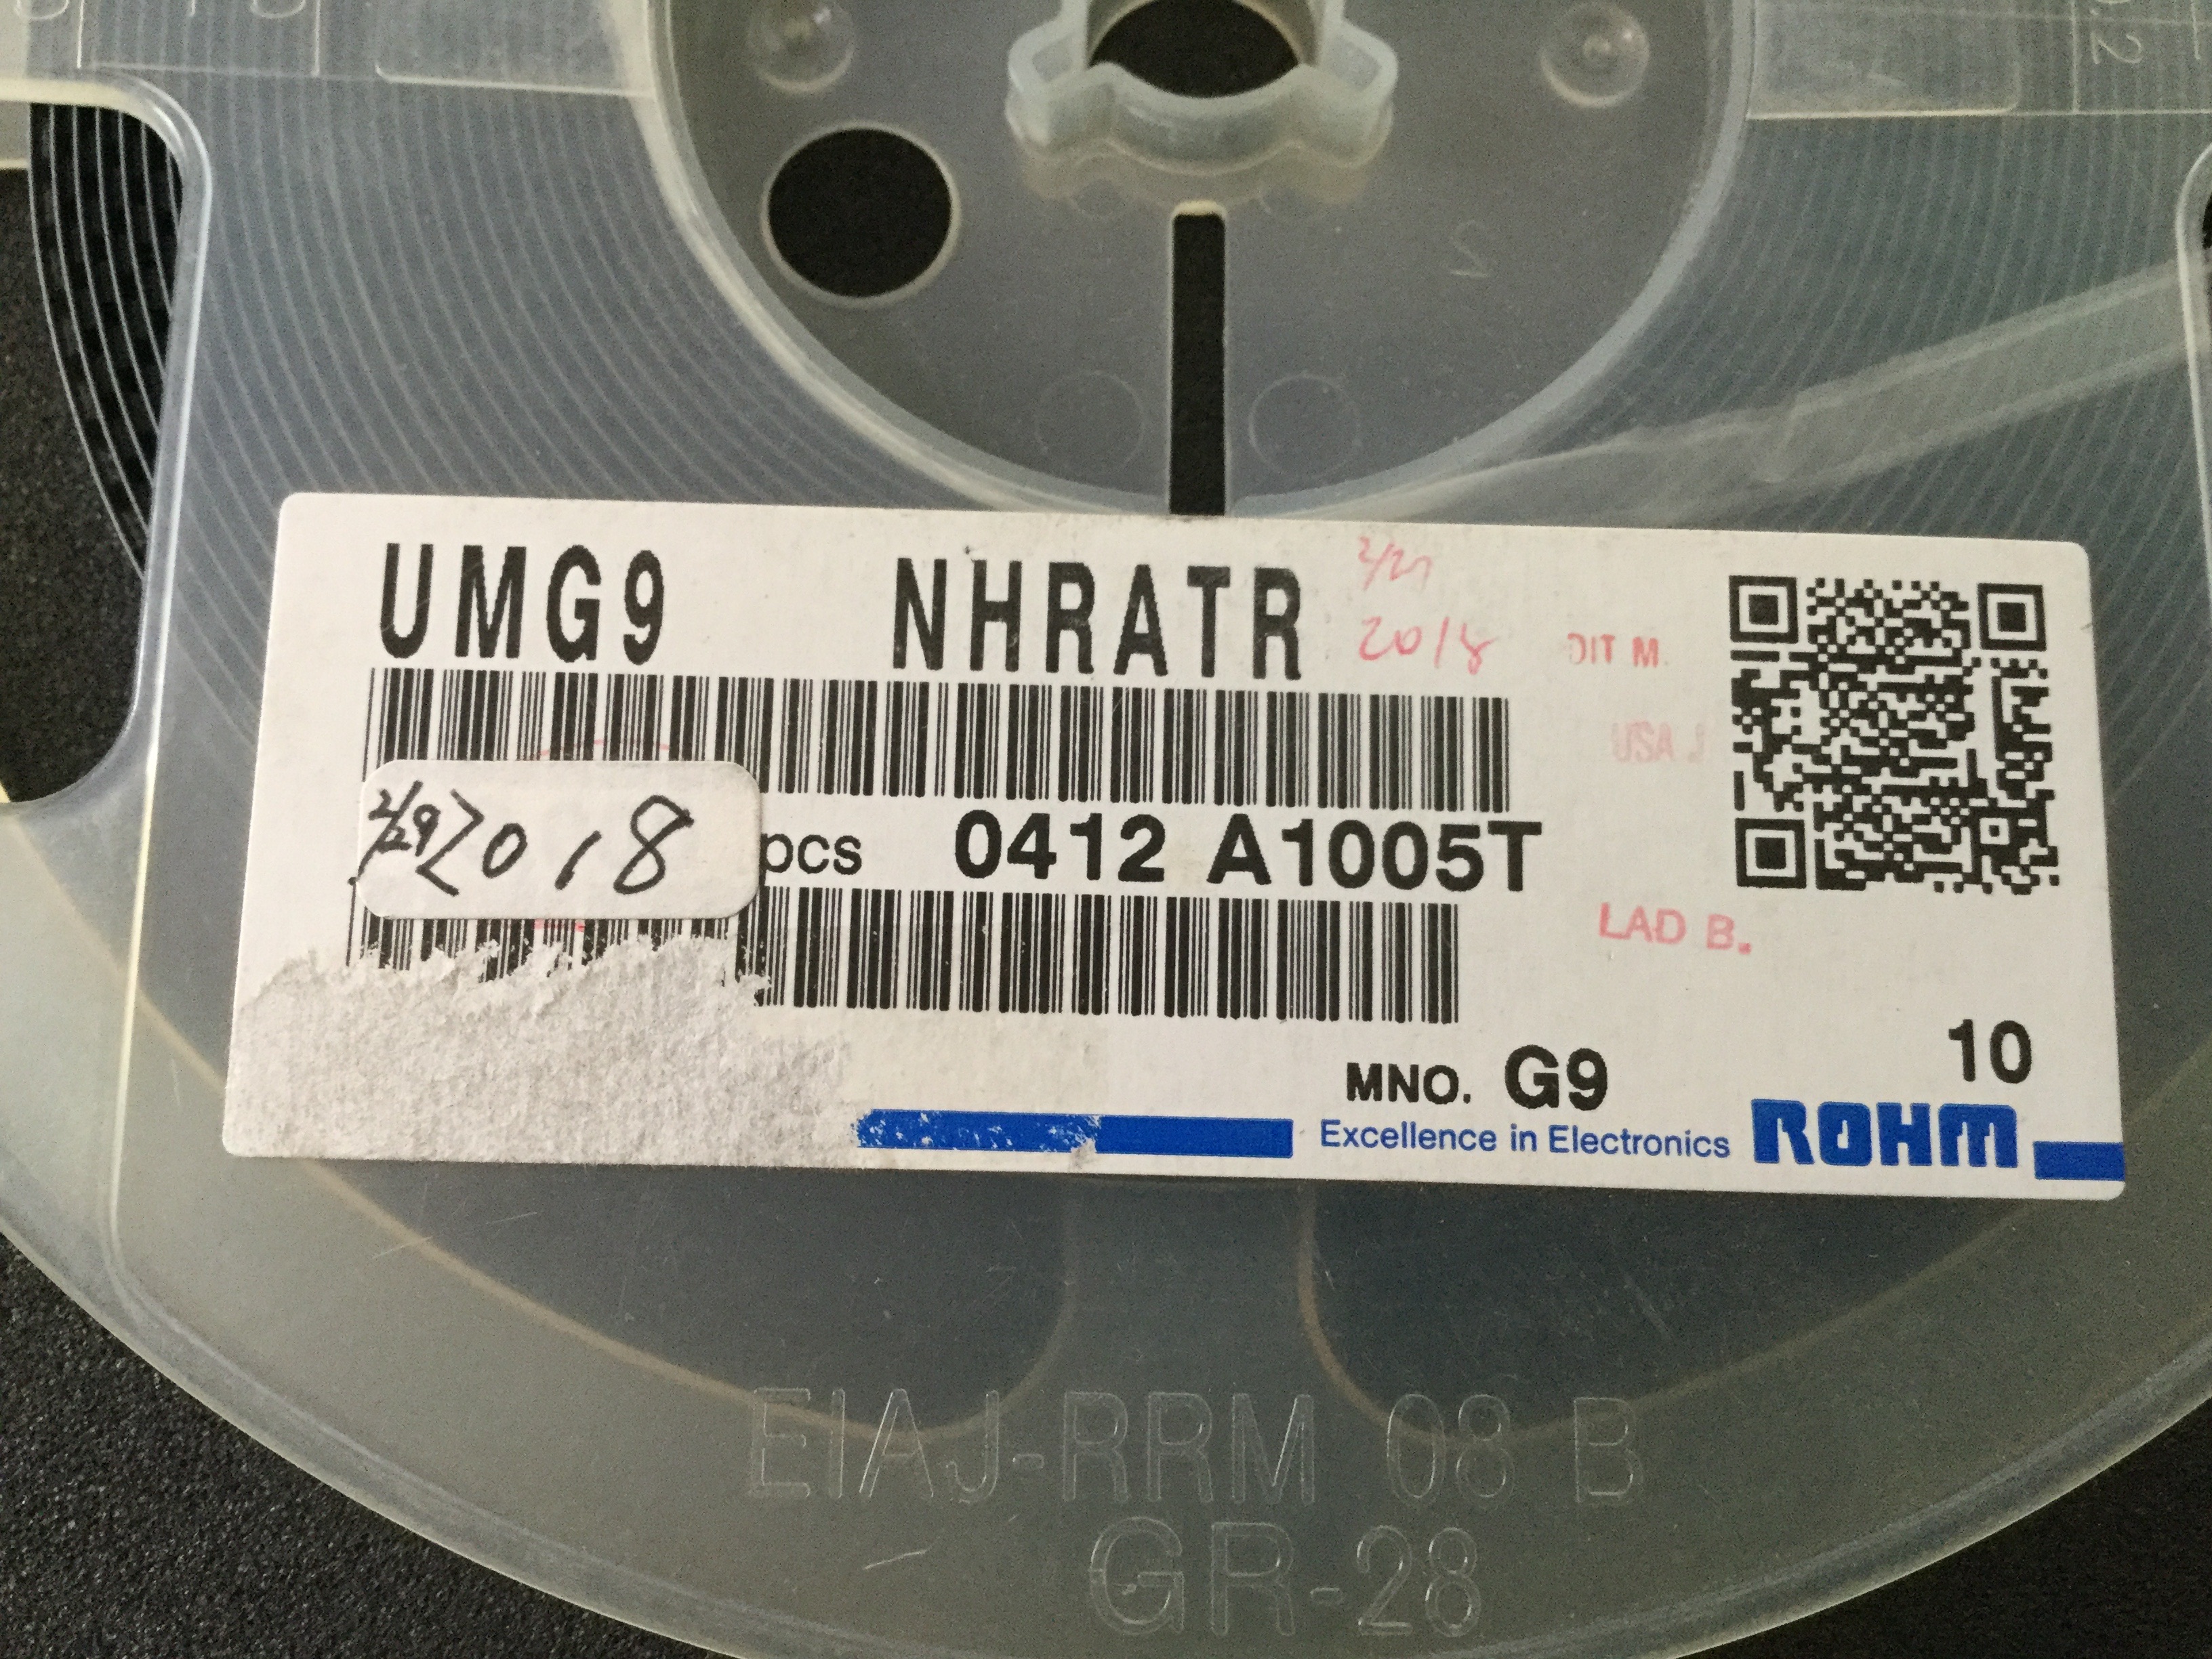 UMG9 NHRATR
2018
DIT M.
USA J
2018 pcs 0412 A1005T
LAD B.
MNO. G9 10
Excellence in Electronics ROHM
EIAJ-RRM 08 B
GR-28